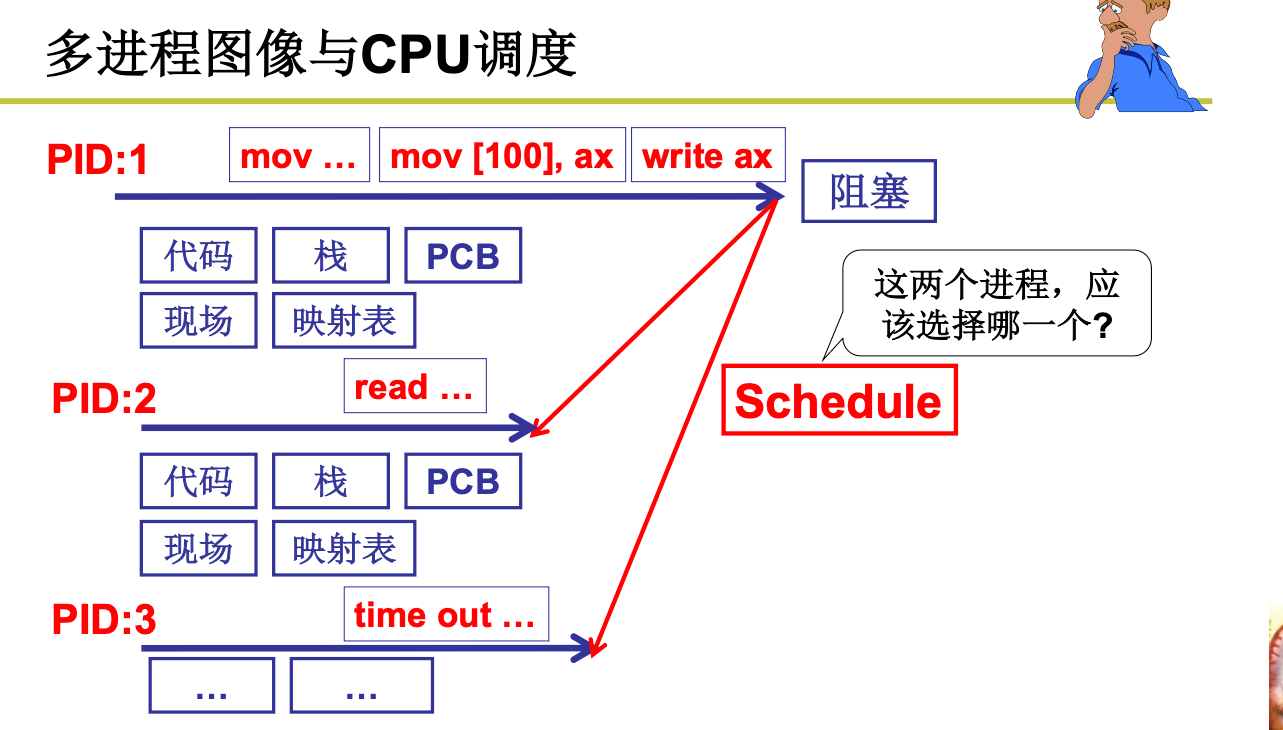 多进程图像与CPU调度
PID:1
mov …
mov [100], ax
write ax
阻塞
代码
栈
PCB
现场
映射表
这两个进程，应
该选择哪一个?
Schedule
PID:2
read …
代码
栈
PCB
现场
映射表
PID:3
time out …
…
…